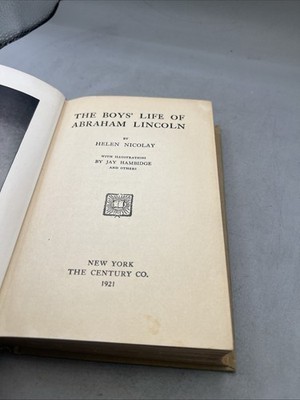 THE BOYS' LIFE OF
ABRAHAM LINCOLN
BY
HELEN NICOLAY
WITH ILLUSTRATIONS
BY JAY HAMBIDGE
AND OTHERS
NEW YORK
THE CENTURY CO.
1921